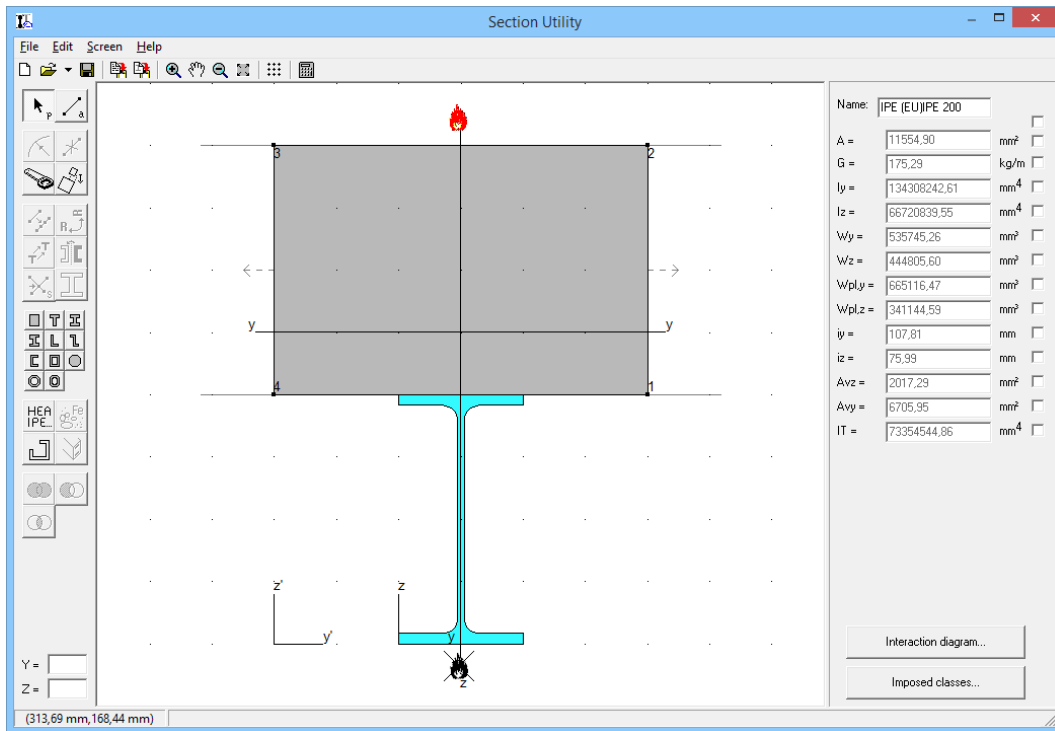 Section Utility
File Edit Screen Help
P a
R R
T T
S
HEA Fe
IPE...
Y =
Z =
(313,69 mm,168,44 mm)
3 2
y y
4 1
z' z
y' y
z
Name: IPE (EU)IPE 200
A = 11554,90 mm²
G = 175,29 kg/m
Iy = 134308242,61 mm4
Iz = 66720839,55 mm4
Wy = 535745,26 mm³
Wz = 444805,60 mm³
Wpl,y = 665116,47 mm³
Wpl,z = 341144,59 mm³
iy = 107,81 mm
iz = 75,99 mm
Avz = 2017,29 mm²
Avy = 6705,95 mm²
IT = 73354544,86 mm4
Interaction diagram...
Imposed classes...